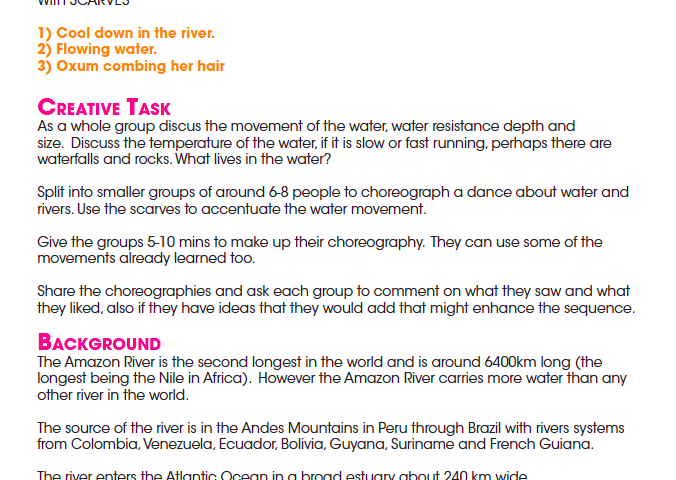 with SCARVES
1) Cool down in the river.
2) Flowing water.
3) Oxum combing her hair
CREATIVE TASK
As a whole group discus the movement of the water, water resistance depth and
size. Discuss the temperature of the water, if it is slow or fast running, perhaps there are
waterfalls and rocks. What lives in the water?
Split into smaller groups of around 6-8 people to choreograph a dance about water and
rivers. Use the scarves to accentuate the water movement.
Give the groups 5-10 mins to make up their choreography. They can use some of the
movements already learned too.
Share the choreographies and ask each group to comment on what they saw and what
they liked, also if they have ideas that they would add that might enhance the sequence.
BACKGROUND
The Amazon River is the second longest in the world and is around 6400km long (the
longest being the Nile in Africa). However the Amazon River carries more water than any
other river in the world.
The source of the river is in the Andes Mountains in Peru through Brazil with rivers systems
from Colombia, Venezuela, Ecuador, Bolivia, Guyana, Suriname and French Guiana.
The river enters the Atlantic Ocean in a broad estuary about 240 km wide